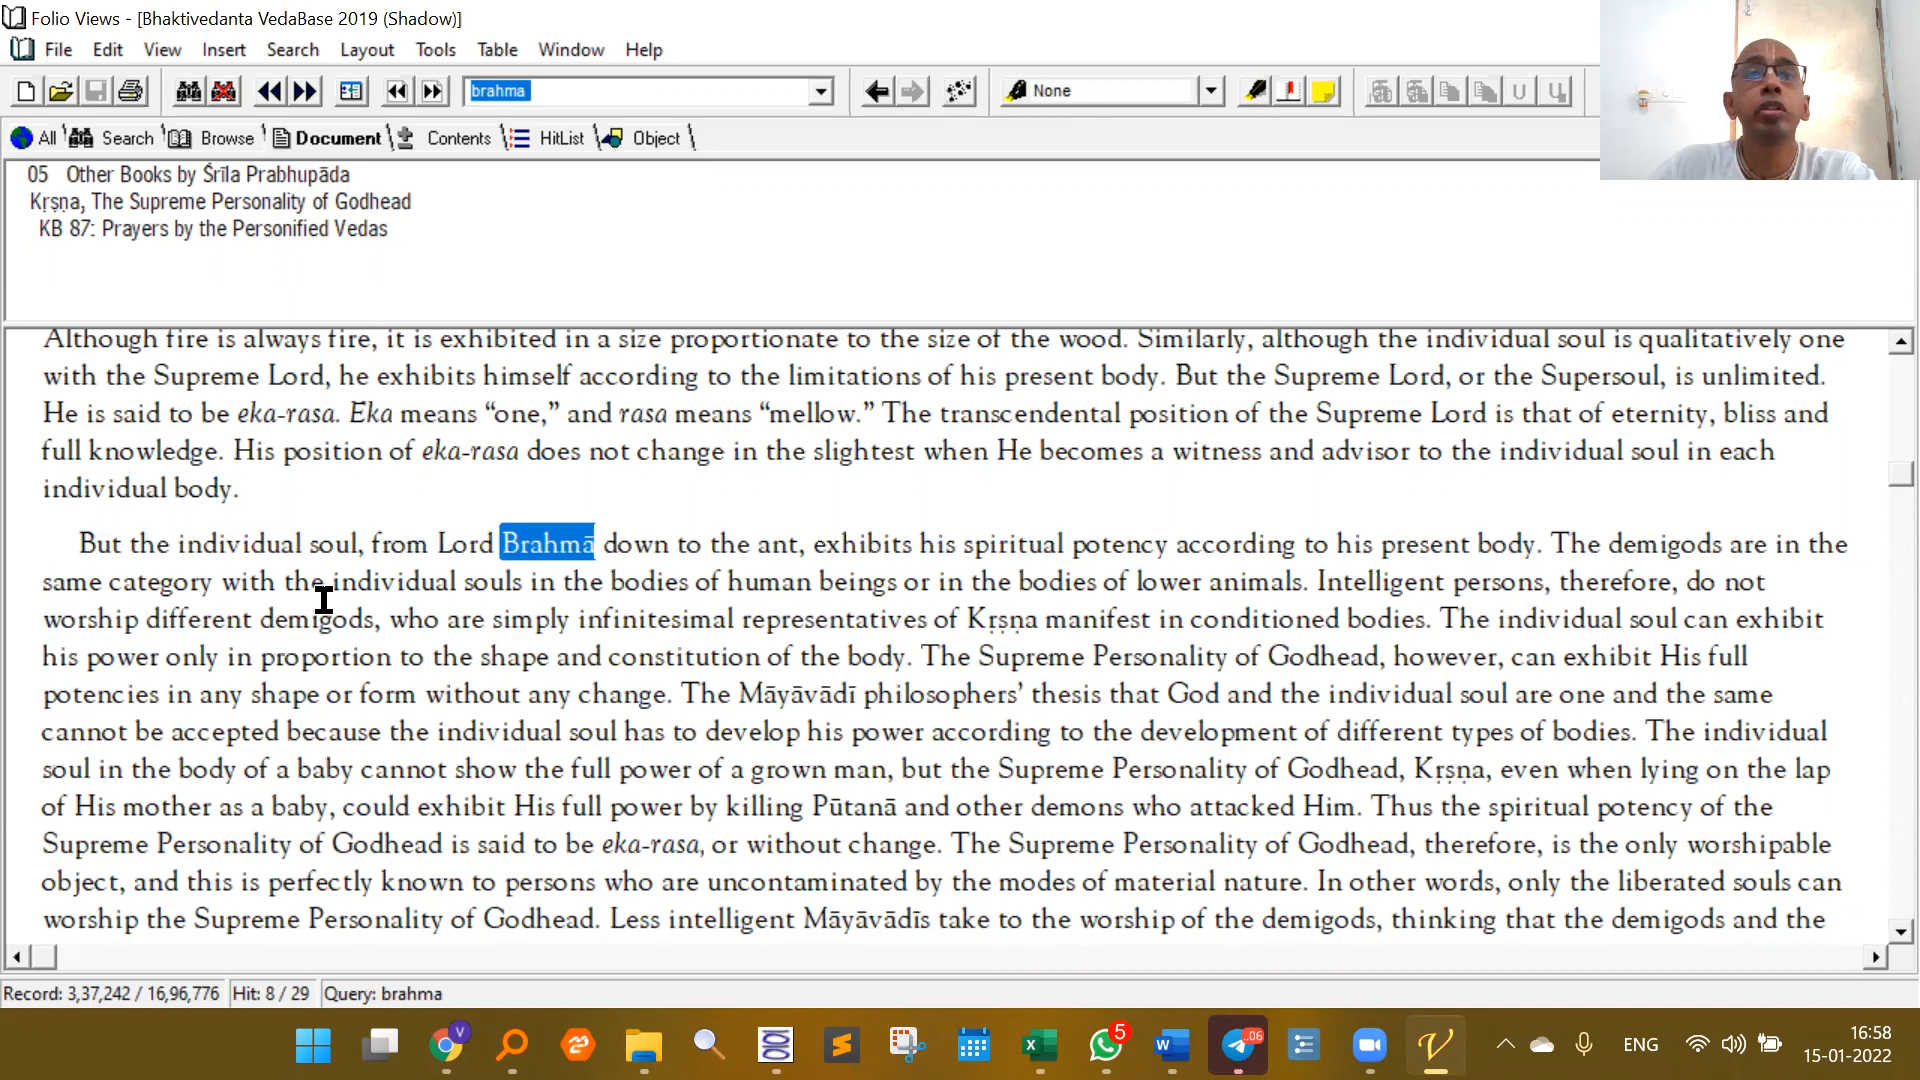 Folio Views - [Bhaktivedanta VedaBase 2019 (Shadow)]
File Edit View Insert Search Layout Tools Table Window Help
brahma None
All Search Browse Document Contents HitList Object
05 Other Books by Śrīla Prabhupāda
Kṛṣṇa, The Supreme Personality of Godhead
KB 87: Prayers by the Personified Vedas
Although fire is always fire, it is exhibited in a size proportionate to the size of the wood. Similarly, although the individual soul is qualitatively one
with the Supreme Lord, he exhibits himself according to the limitations of his present body. But the Supreme Lord, or the Supersoul, is unlimited.
He is said to be eka-rasa. Eka means “one,” and rasa means “mellow.” The transcendental position of the Supreme Lord is that of eternity, bliss and
full knowledge. His position of eka-rasa does not change in the slightest when He becomes a witness and advisor to the individual soul in each
individual body.
But the individual soul, from Lord Brahmā down to the ant, exhibits his spiritual potency according to his present body. The demigods are in the
same category with the individual souls in the bodies of human beings or in the bodies of lower animals. Intelligent persons, therefore, do not
worship different demigods, who are simply infinitesimal representatives of Kṛṣṇa manifest in conditioned bodies. The individual soul can exhibit
his power only in proportion to the shape and constitution of the body. The Supreme Personality of Godhead, however, can exhibit His full
potencies in any shape or form without any change. The Māyāvādī philosophers’ thesis that God and the individual soul are one and the same
cannot be accepted because the individual soul has to develop his power according to the development of different types of bodies. The individual
soul in the body of a baby cannot show the full power of a grown man, but the Supreme Personality of Godhead, Kṛṣṇa, even when lying on the lap
of His mother as a baby, could exhibit His full power by killing Pūtanā and other demons who attacked Him. Thus the spiritual potency of the
Supreme Personality of Godhead is said to be eka-rasa, or without change. The Supreme Personality of Godhead, therefore, is the only worshipable
object, and this is perfectly known to persons who are uncontaminated by the modes of material nature. In other words, only the liberated souls can
worship the Supreme Personality of Godhead. Less intelligent Māyāvādīs take to the worship of the demigods, thinking that the demigods and the
Record: 3,37,242 / 16,96,776 Hit: 8 / 29 Query: brahma
V 5 .06 ENG 16:58
15-01-2022